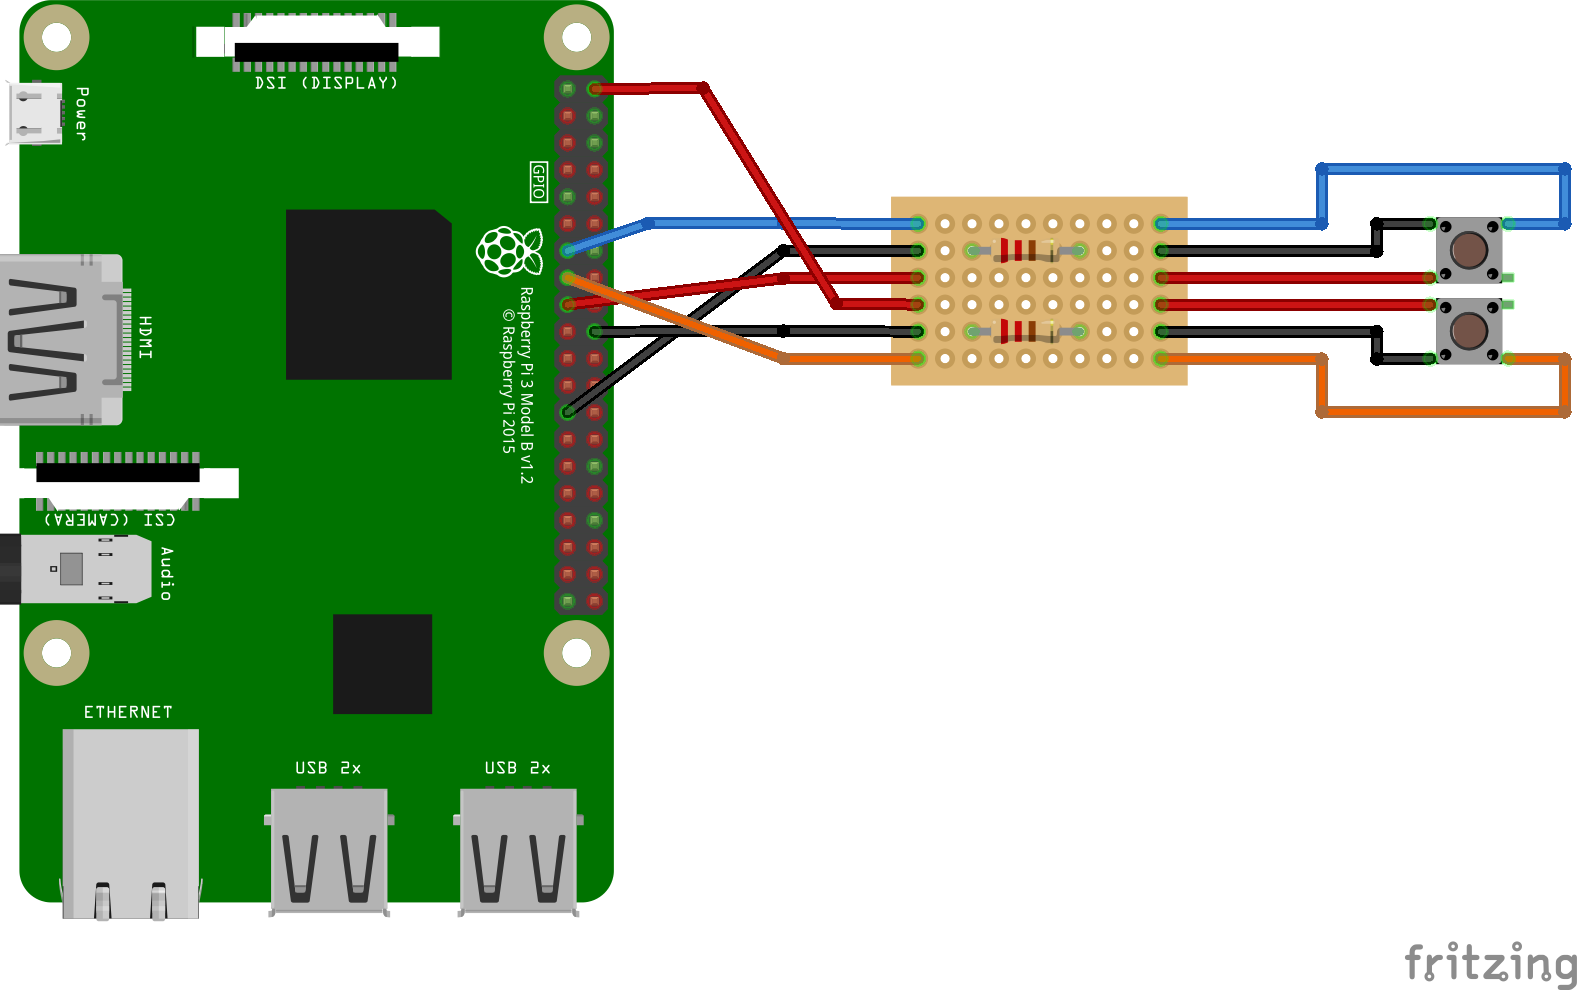 DSI (DISPLAY)
Power
GPIO
HDMI
Raspberry Pi 3 Model B v1.2
© Raspberry Pi 2015
CSI (CAMERA)
Audio
ETHERNET
USB 2x
USB 2x
fritzing